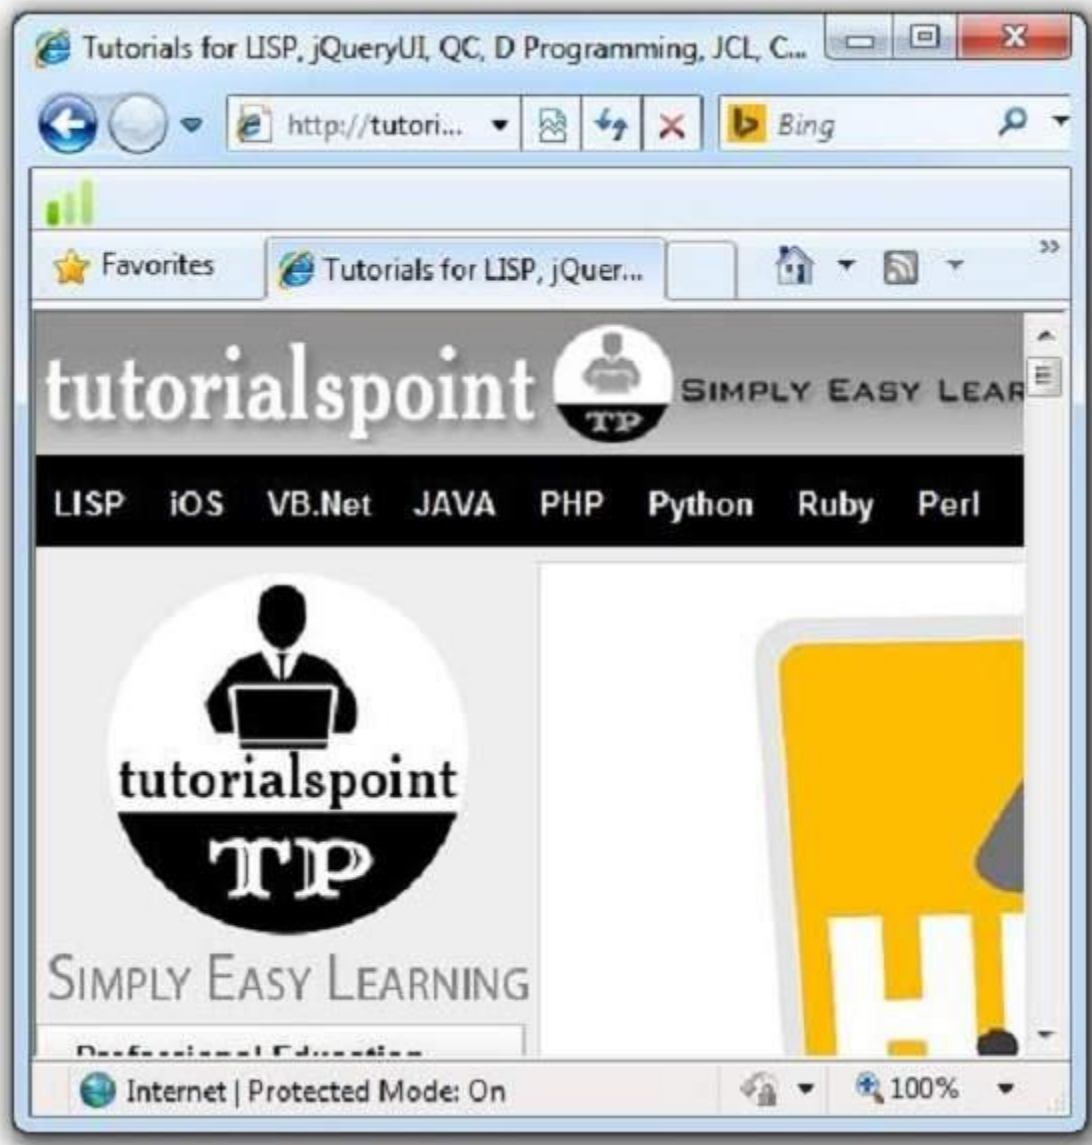 Tutorials for LISP, jQueryUI, QC, D Programming, JCL, C...
http://tutori...
Bing
Favorites
Tutorials for LISP, jQuer...
tutorialspoint
TP
SIMPLY EASY LEAR
LISP iOS VB.Net JAVA PHP Python Ruby Perl
tutorialspoint
TP
SIMPLY EASY LEARNING
Professional Education
Internet | Protected Mode: On
100%